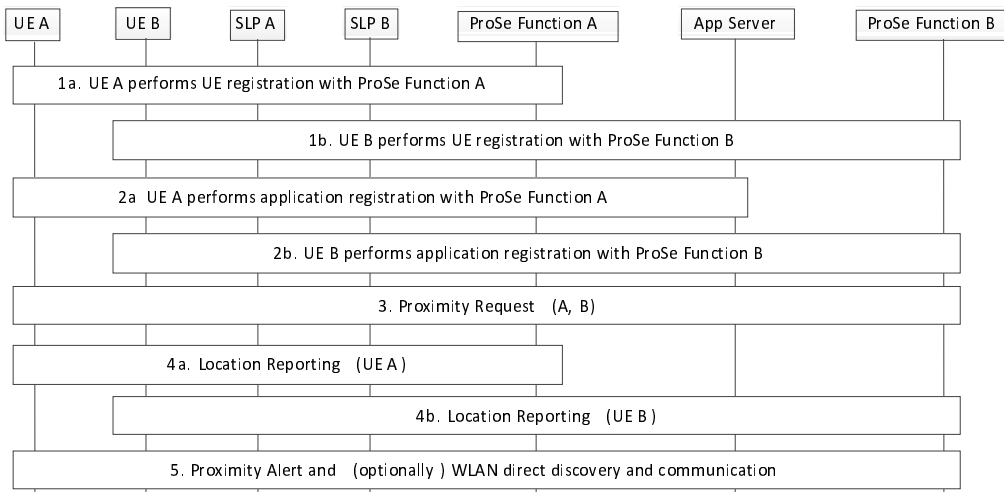 UE A
UE B
SLP A
SLP B
ProSe Function A
App Server
ProSe Function B
1a. UE A performs UE registration with ProSe Function A
1b. UE B performs UE registration with ProSe Function B
2a UE A performs application registration with ProSe Function A
2b. UE B performs application registration with ProSe Function B
3. Proximity Request (A, B)
4a. Location Reporting (UE A)
4b. Location Reporting (UE B)
5. Proximity Alert and (optionally) WLAN direct discovery and communication